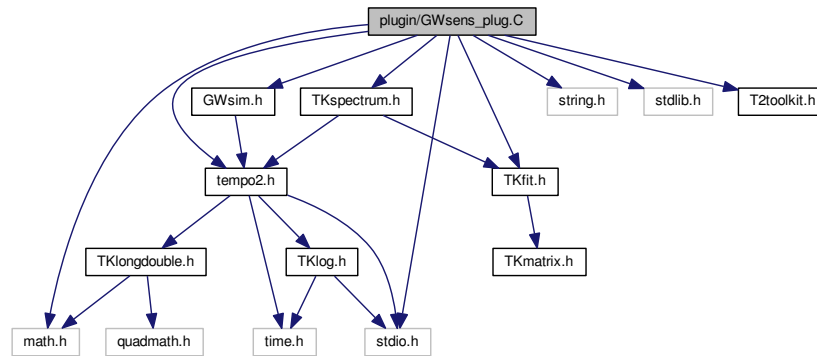 plugin/GWsens_plug.C
GWsim.h
TKspectrum.h
string.h
stdlib.h
T2toolkit.h
tempo2.h
TKfit.h
TKlongdouble.h
TKlog.h
TKmatrix.h
math.h
quadmath.h
time.h
stdio.h